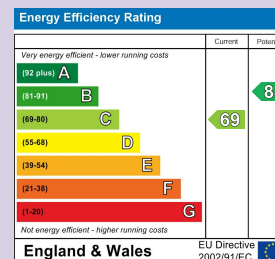 Energy Efficiency Rating
Current Poten
Very energy efficient - lower running costs
(92 plus) A
(81-91) B 8
(69-80) C 69
(55-68) D
(39-54) E
(21-38) F
(1-20) G
Not energy efficient - higher running costs
England & Wales EU Directive
2002/91/EC